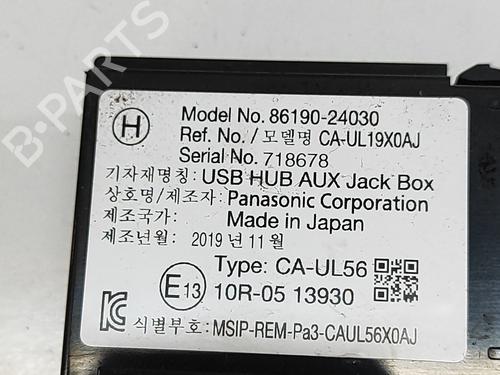 B-PARTS
H
Model No. 86190-24030
Ref. No./모델명 CA-UL19X0AJ
Serial No. 718678
기자재명칭: USB HUB AUX Jack Box
상호명/제조자: Panasonic Corporation
제조국가: Made in Japan
제조년월: 2019 년 11 월
Type: CA-UL56
E13 10R-05 13930
식별부호: MSIP-REM-Pa3-CAUL56X0AJ